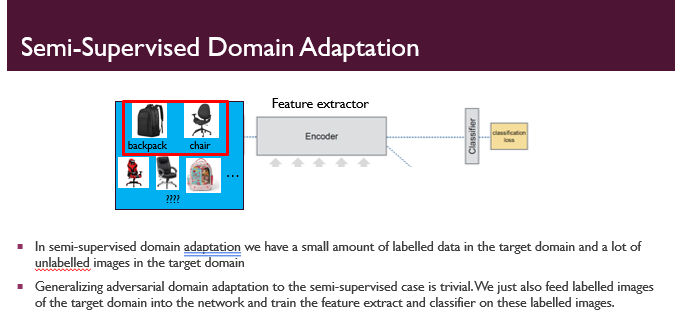 Semi-Supervised Domain Adaptation
Feature extractor
backpack chair
Encoder
Classifier
classification
loss
...
????
In semi-supervised domain adaptation we have a small amount of labelled data in the target domain and a lot of
unlabelled images in the target domain
Generalizing adversarial domain adaptation to the semi-supervised case is trivial. We just also feed labelled images
of the target domain into the network and train the feature extract and classifier on these labelled images.